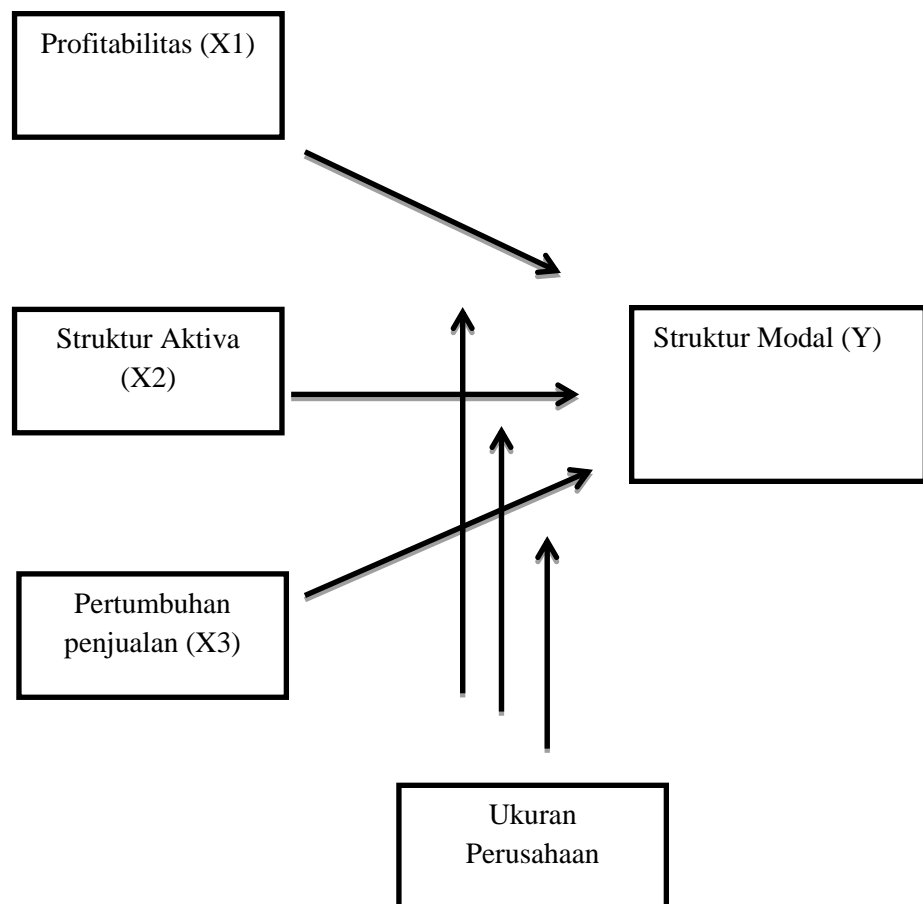 Profitabilitas (X1)
Struktur Aktiva
(X2)
Struktur Modal (Y)
Pertumbuhan
penjualan (X3)
Ukuran
Perusahaan